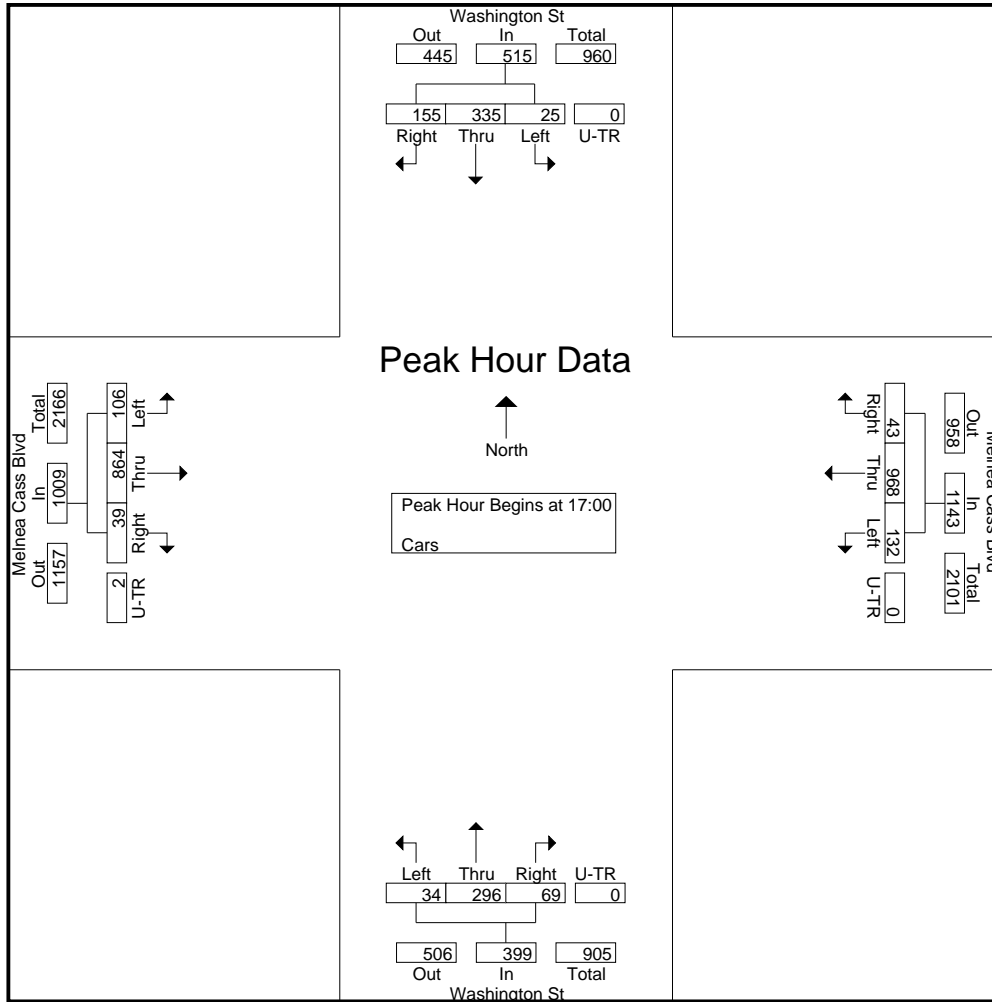 Washington St
Out In Total
445 515 960
155 335 25 0
Right Thru Left U-TR
Peak Hour Data
North
Peak Hour Begins at 17:00
Cars
Melnea Cass Blvd
Total In Out
2166 1009 1157
106 864 39 2
Left Thru Right U-TR
Melnea Cass Blvd
Out In Total
958 1143 2101
43 968 132 0
Right Thru Left U-TR
Left Thru Right U-TR
34 296 69 0
506 399 905
Out In Total
Washington St